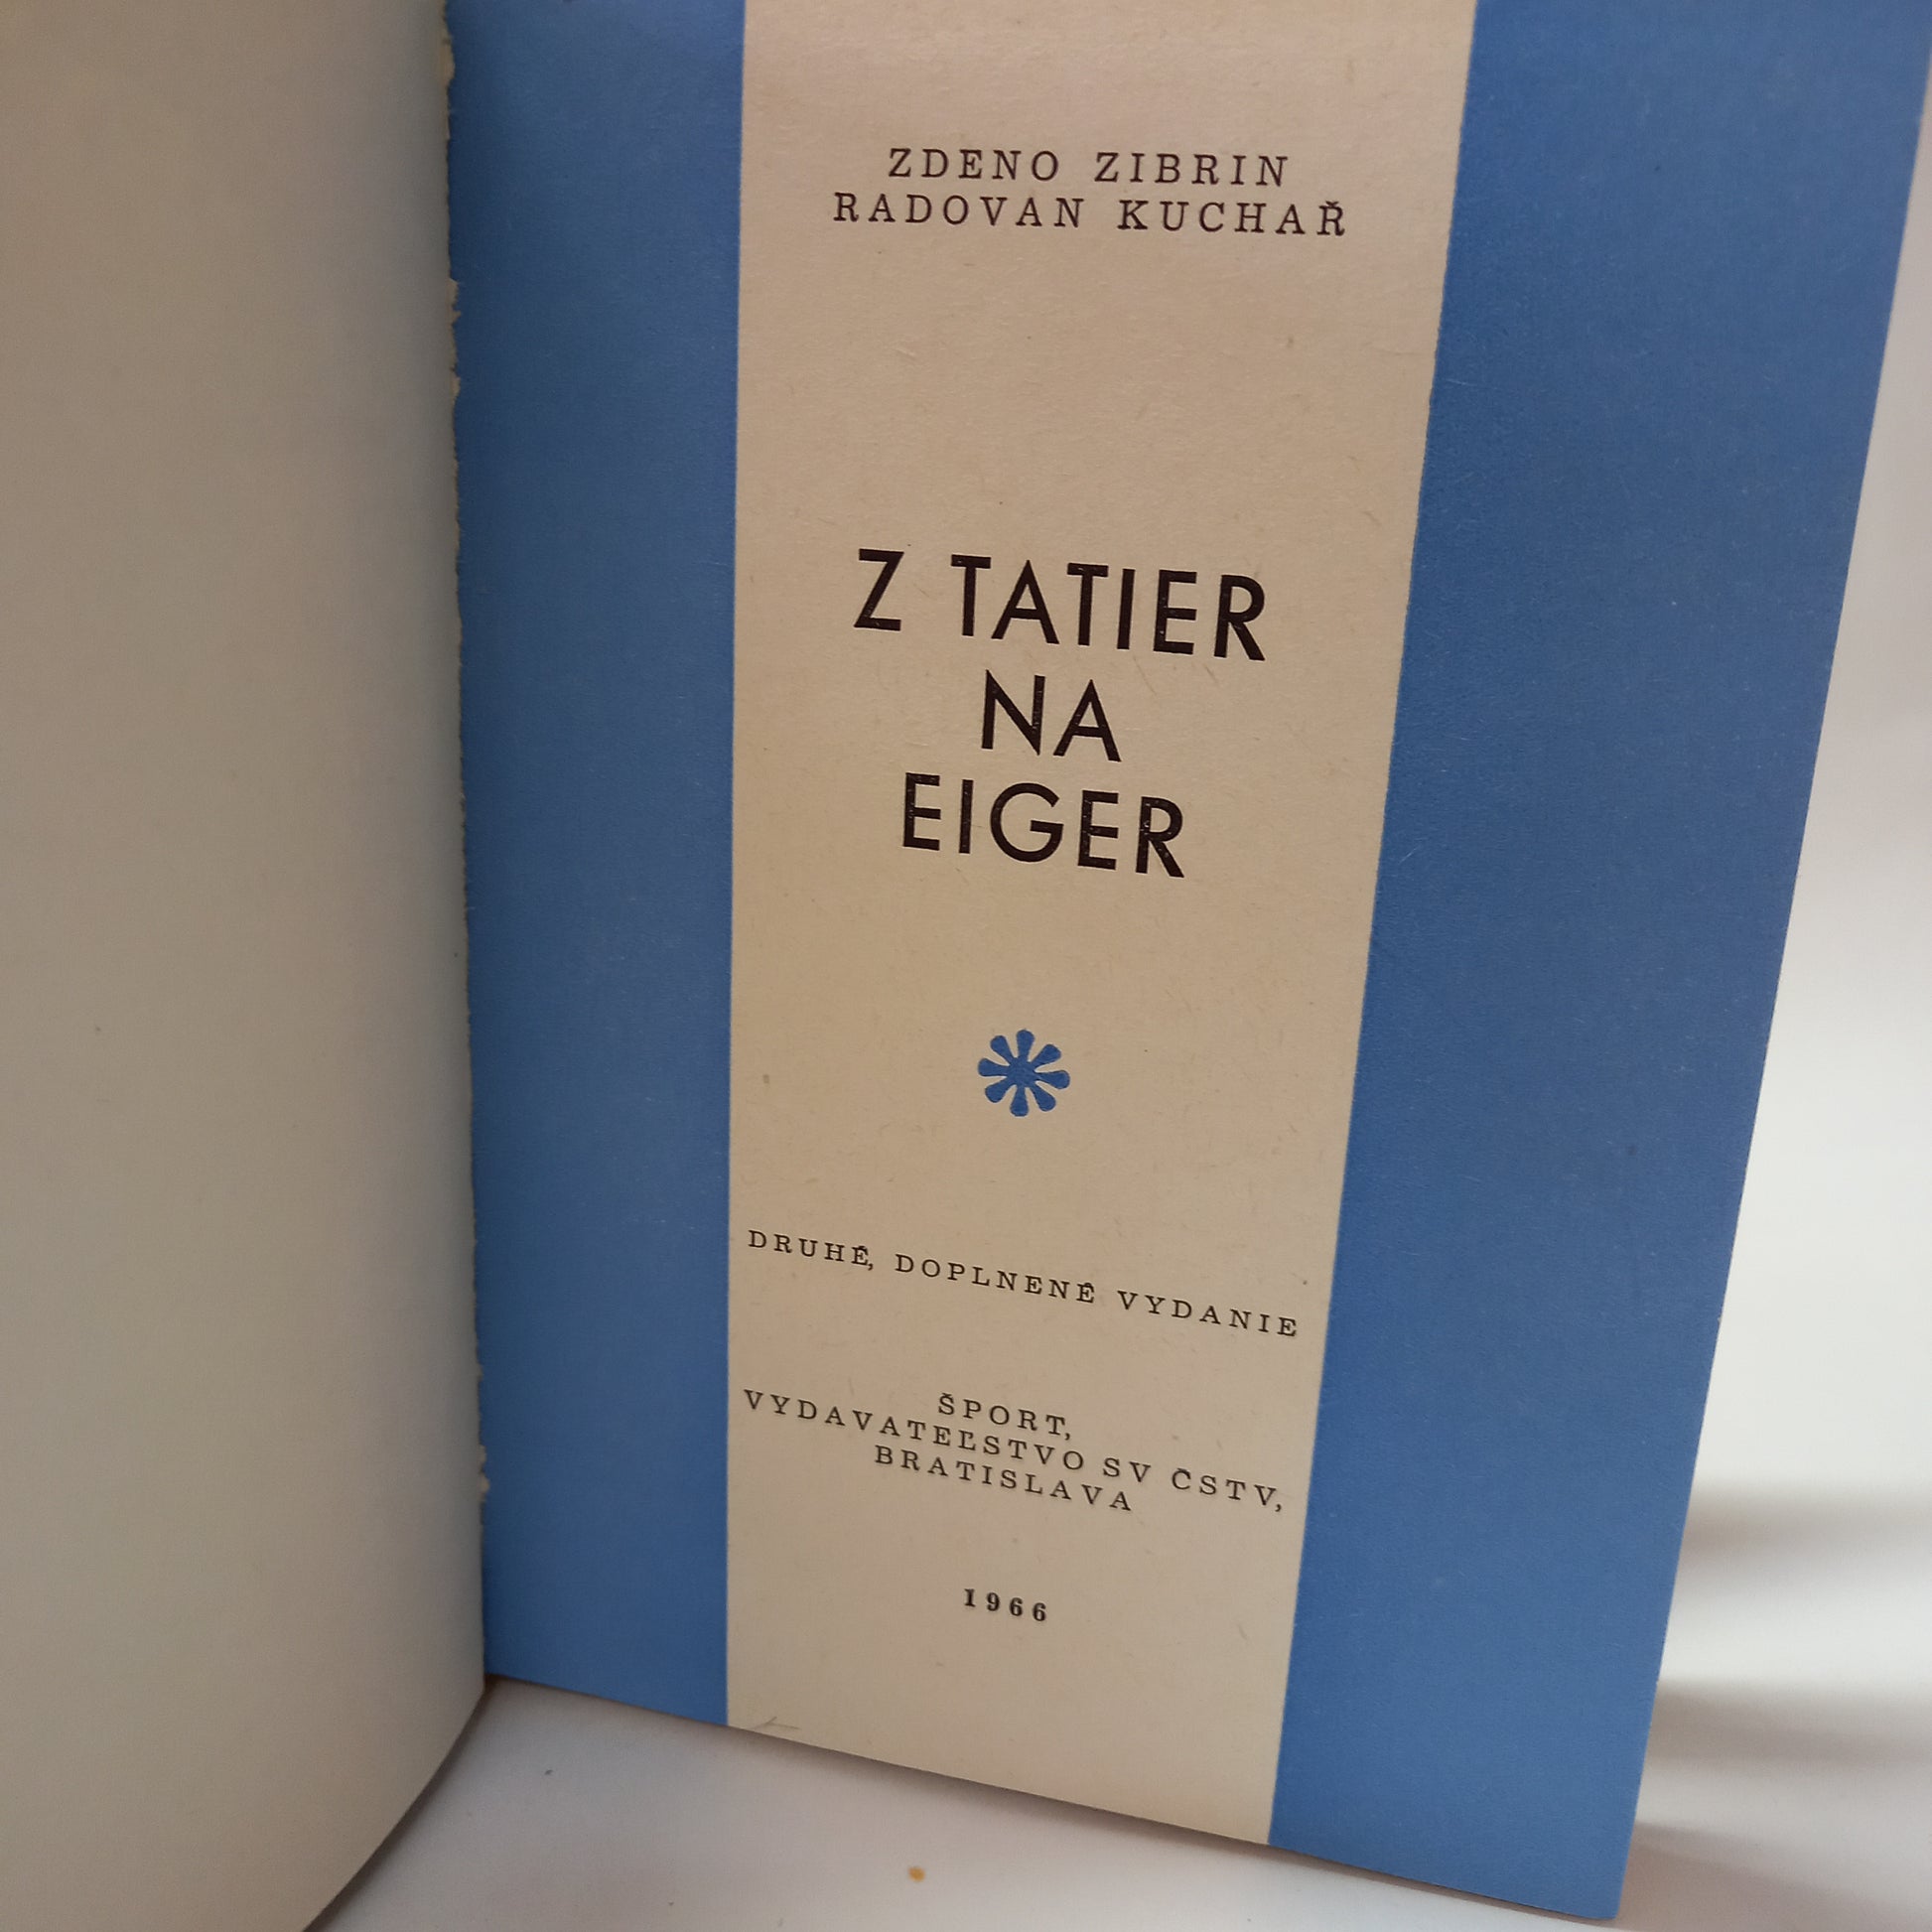 ZDENO ZIBRIN
RADOVAN KUCHAŘ
Z TATIER
NA
EIGER
DRUHÉ, DOPLNENÉ VYDANIE
ŠPORT,
VYDAVATEĽSTVO SV ČSTV,
BRATISLAVA
1966